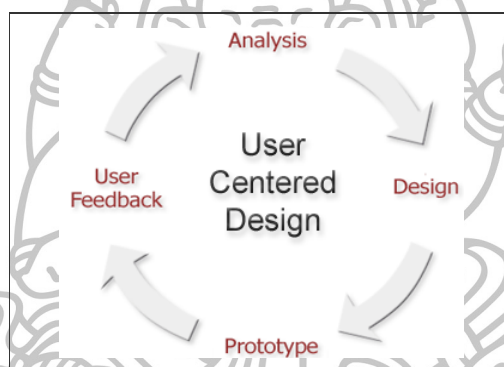 Analysis
User
Centered
Design
Design
Prototype
User
Feedback